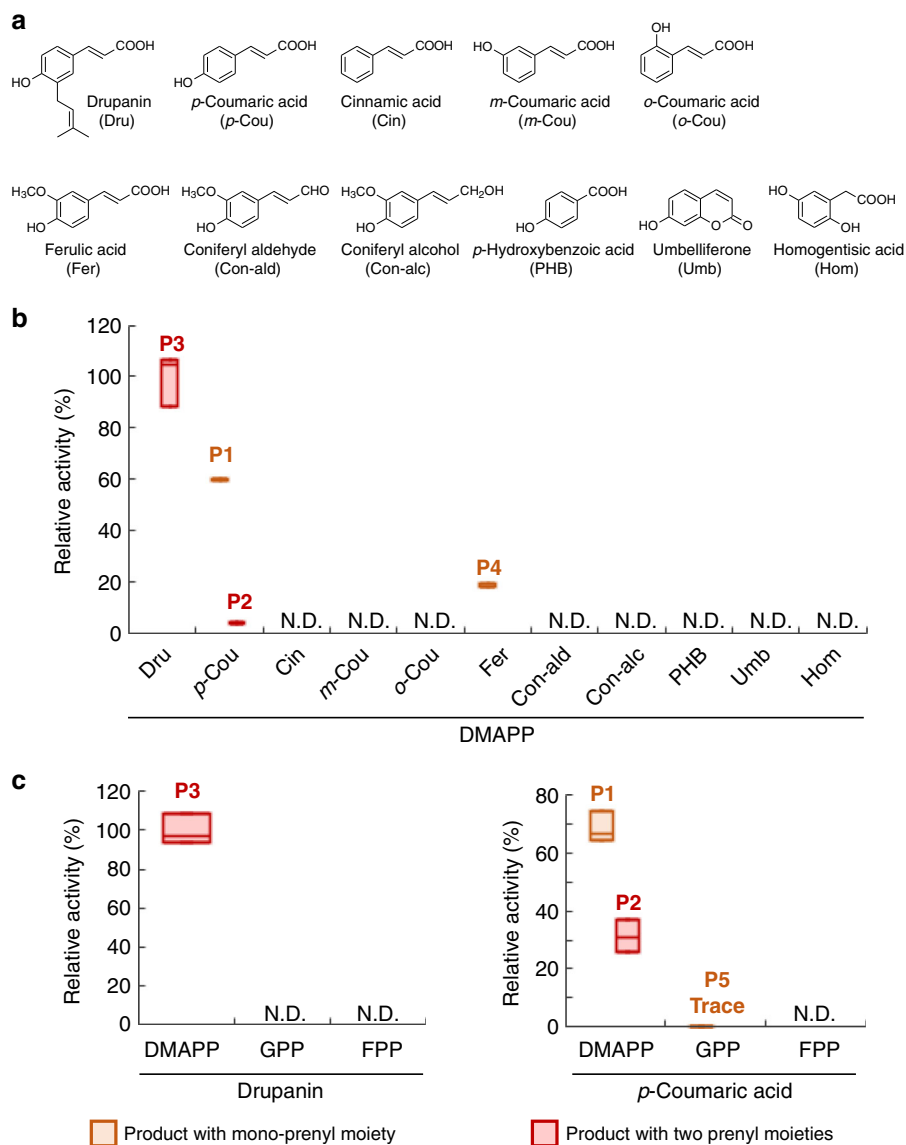 a
COOH
HO
Drupanin
(Dru)
COOH
HO
p-Coumaric acid
(p-Cou)
COOH
Cinnamic acid
(Cin)
HO
COOH
m-Coumaric acid
(m-Cou)
OH
COOH
o-Coumaric acid
(o-Cou)
H3CO
COOH
HO
Ferulic acid
(Fer)
H3CO
CHO
HO
Coniferyl aldehyde
(Con-ald)
H3CO
CH2OH
HO
Coniferyl alcohol
(Con-alc)
COOH
HO
p-Hydroxybenzoic acid
(PHB)
HO
O
O
Umbelliferone
(Umb)
HO
COOH
OH
Homogentisic acid
(Hom)
b
Relative activity (%)
120
100
80
60
40
20
0
P3
P1
P2
N.D.
N.D.
N.D.
P4
N.D.
N.D.
N.D.
N.D.
N.D.
Dru
p-Cou
Cin
m-Cou
o-Cou
Fer
Con-ald
Con-alc
PHB
Umb
Hom
DMAPP
c
Relative activity (%)
120
100
80
60
40
20
0
P3
N.D.
N.D.
DMAPP
GPP
FPP
Drupanin
Relative activity (%)
80
60
40
20
0
P1
P2
P5
Trace
N.D.
DMAPP
GPP
FPP
p-Coumaric acid
Product with mono-prenyl moiety
Product with two prenyl moieties